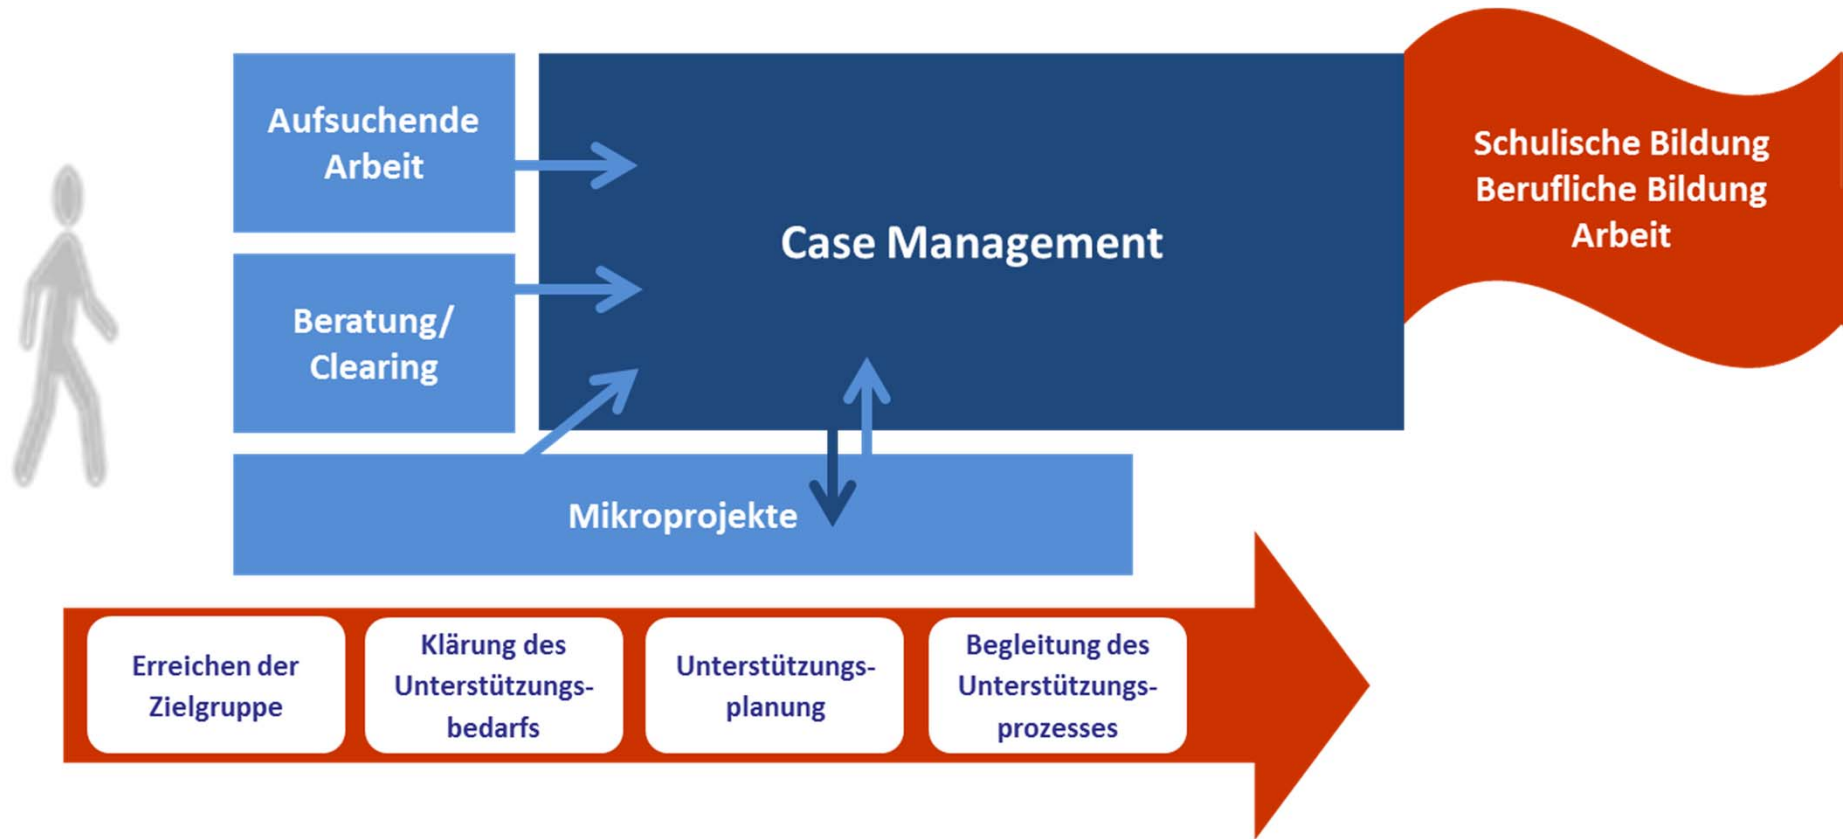 Aufsuchende
Arbeit
Beratung/
Clearing
Case Management
Schulische Bildung
Berufliche Bildung
Arbeit
Mikroprojekte
Erreichen der
Zielgruppe
Klärung des
Unterstützungs-
bedarfs
Unterstützungs-
planung
Begleitung des
Unterstützungs-
prozesses